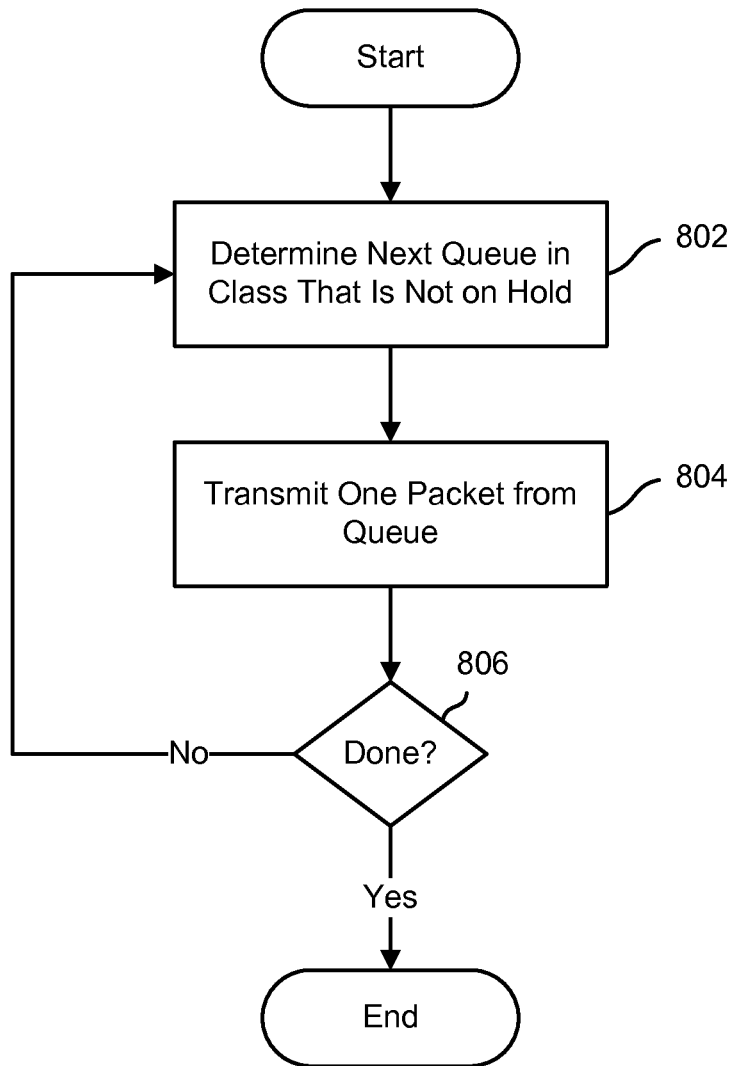 Start
Determine Next Queue in
Class That Is Not on Hold
802
Transmit One Packet from
Queue
804
806
Done?
No
Yes
End